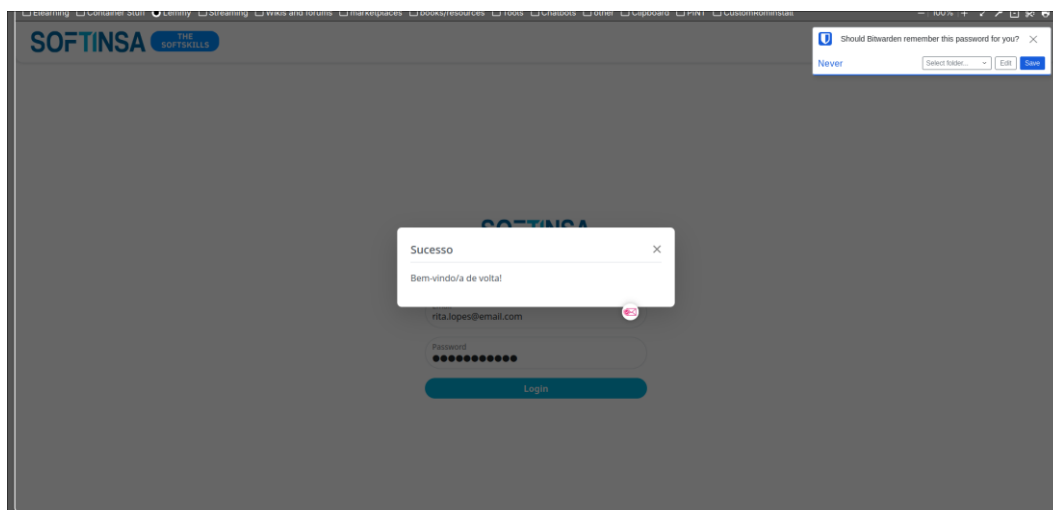 Elearning Container Stuff Lemmy Streaming Wikis and forums marketplaces books/resources Tools Chatbots other Clipboard PINT CustomRominstall
100%
SOFTINSA THE SOFTSKILLS
Should Bitwarden remember this password for you?
Never Select folder... Edit Save
SOFTINSA
Sucesso
Bem-vindo/a de volta!
rita.lopes@email.com
Password
Login